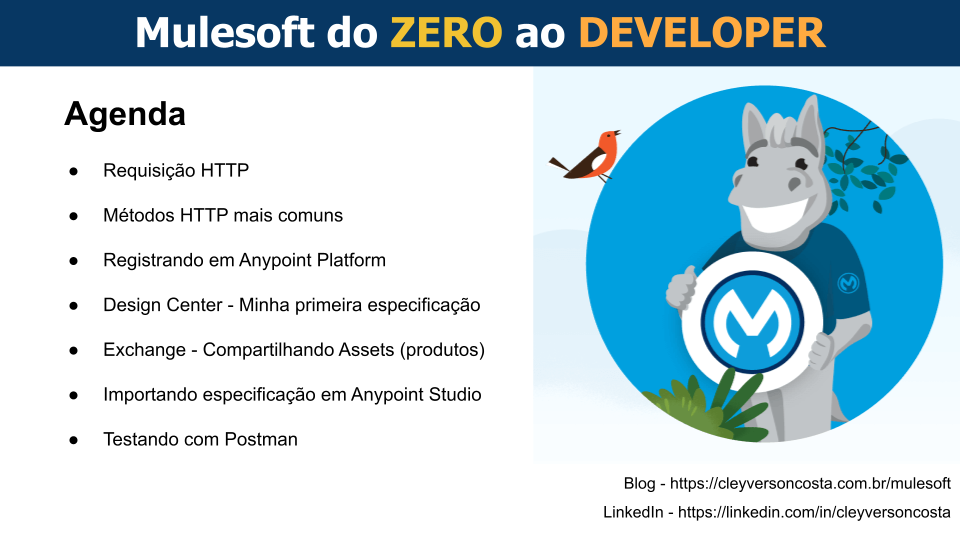 Mulesoft do ZERO ao DEVELOPER
Agenda
● Requisição HTTP
● Métodos HTTP mais comuns
● Registrando em Anypoint Platform
● Design Center - Minha primeira especificação
● Exchange - Compartilhando Assets (produtos)
● Importando especificação em Anypoint Studio
● Testando com Postman
Blog - https://cleyversoncosta.com.br/mulesoft
LinkedIn - https://linkedin.com/in/cleyversoncosta